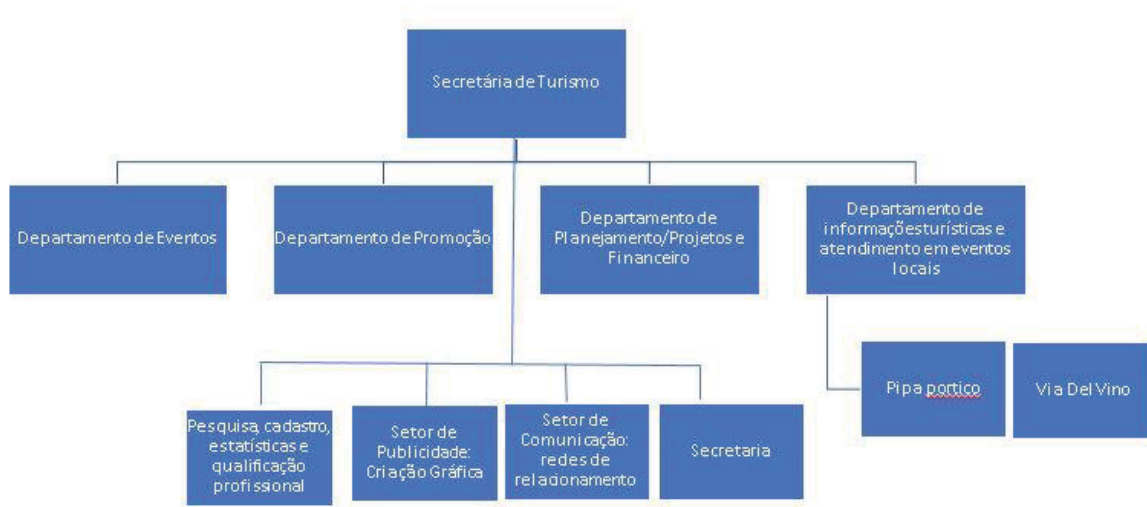 Secretária de Turismo
Departamento de Eventos
Departamento de Promoção
Departamento de
Planejamento/Projetos e
Financeiro
Departamento de
informações turísticas e
atendimento em eventos
locais
Pipa portico
Via Del Vino
Pesquisa, cadastro,
estatísticas e
qualificação
profissional
Setor de
Publicidade:
Criação Gráfica
Setor de
Comunicação:
redes de
relacionamento
Secretaria